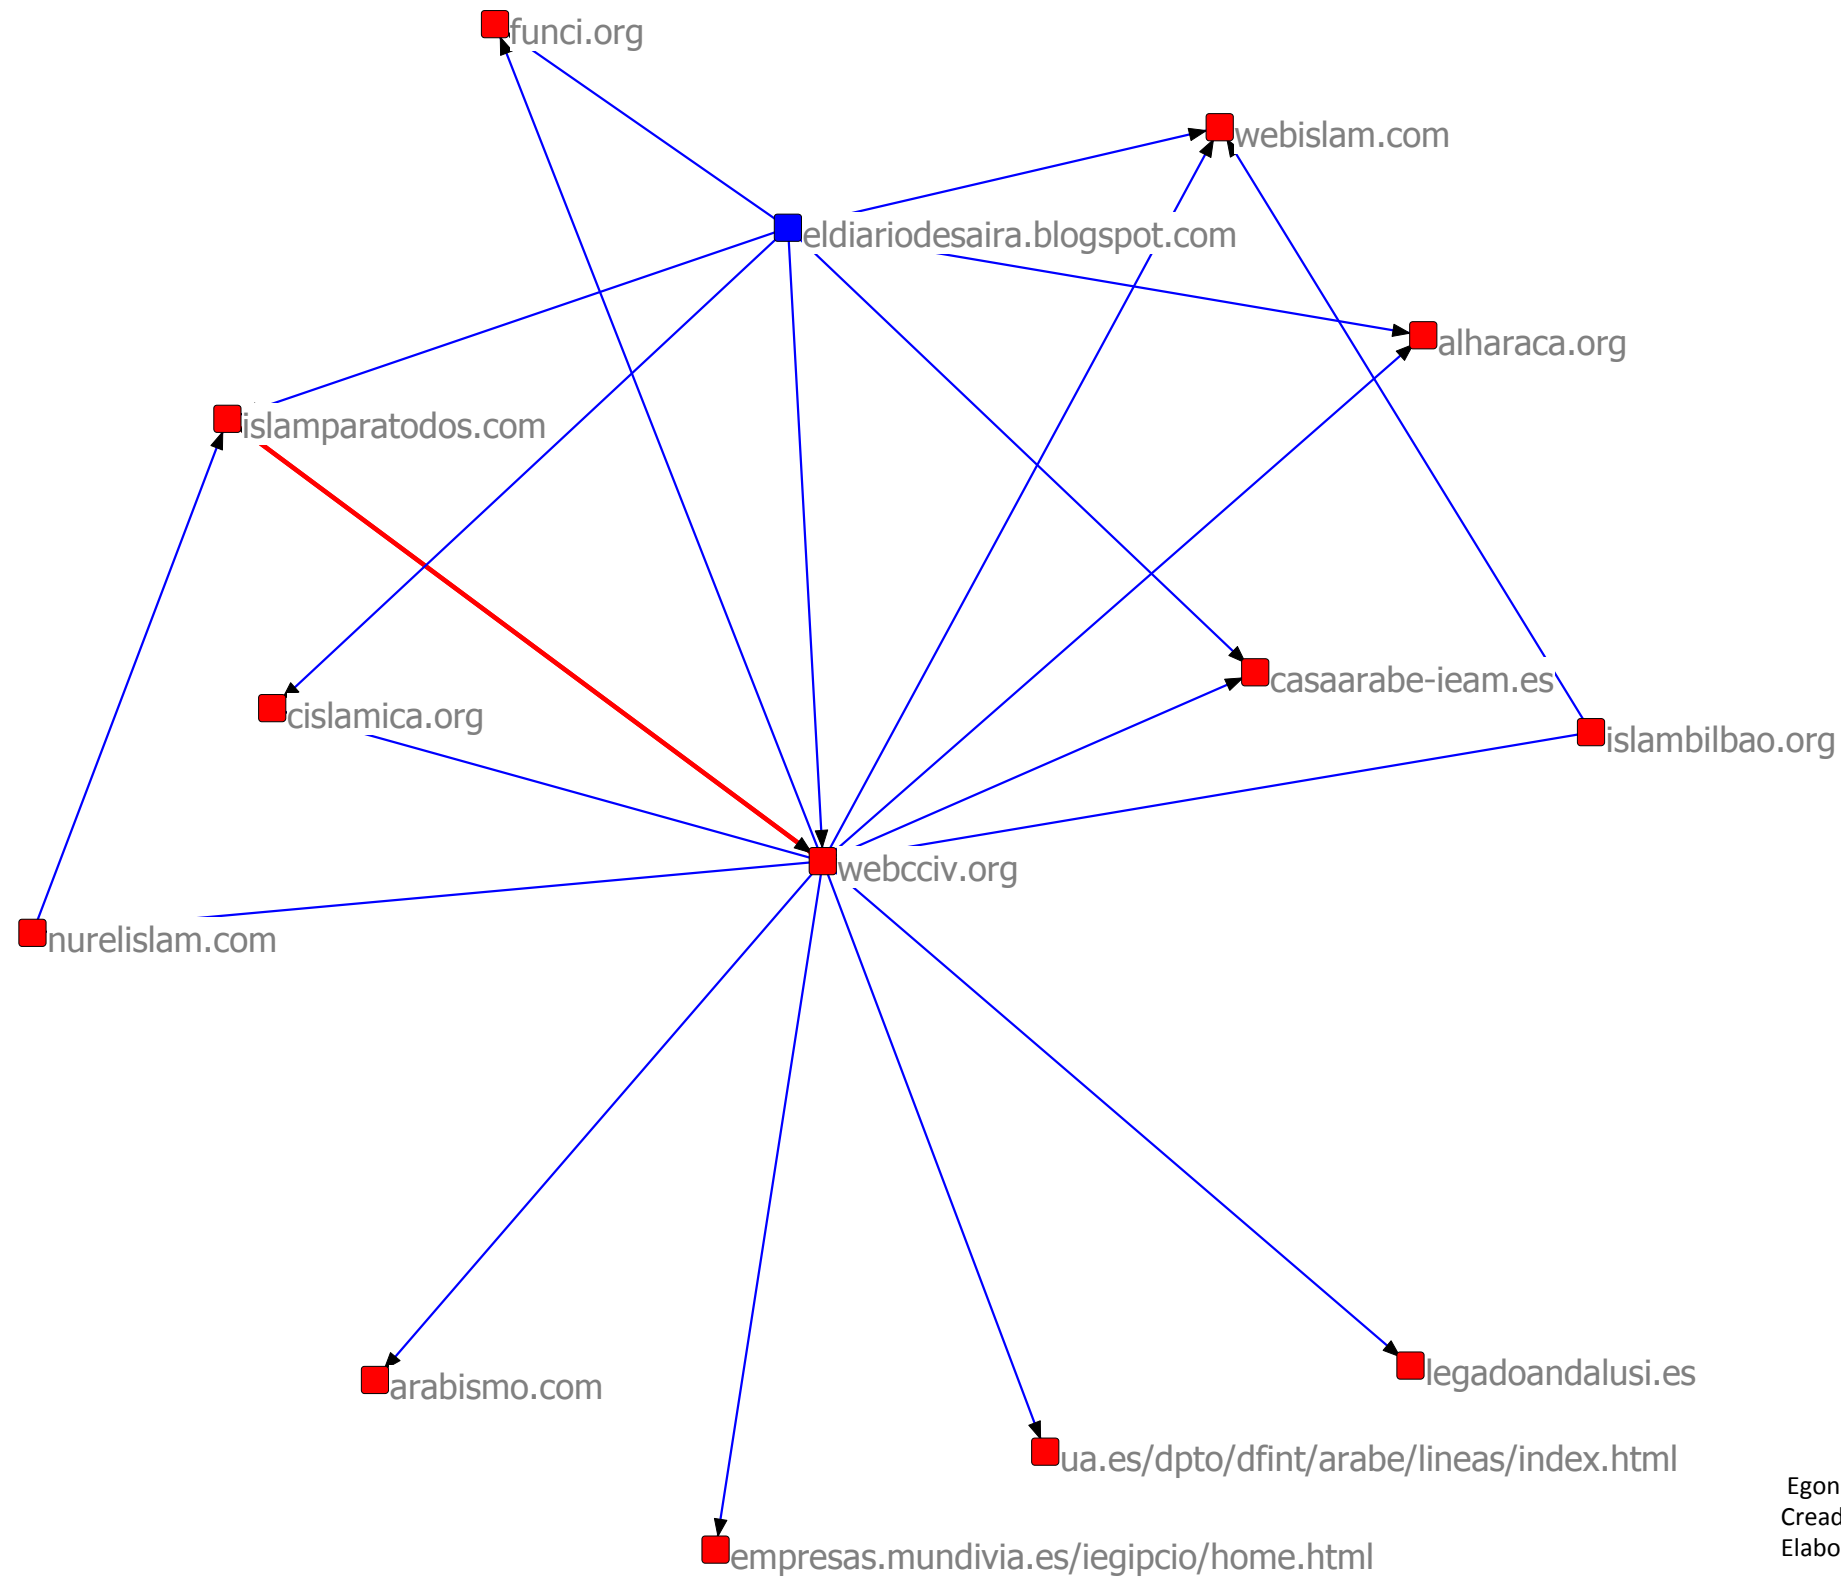 funci.org
webislam.com
eldiariodesaira.blogspot.com
alharaca.org
islamparatodos.com
casaarabe-ieam.es
cislamica.org
islambilbao.org
webcciv.org
nurelislam.com
legadoandalusi.es
arabismo.com
ua.es/dpto/dfint/arabe/lineas/index.html
Egon
Cread
Elabo
empresas.mundivia.es/iegipcio/home.html